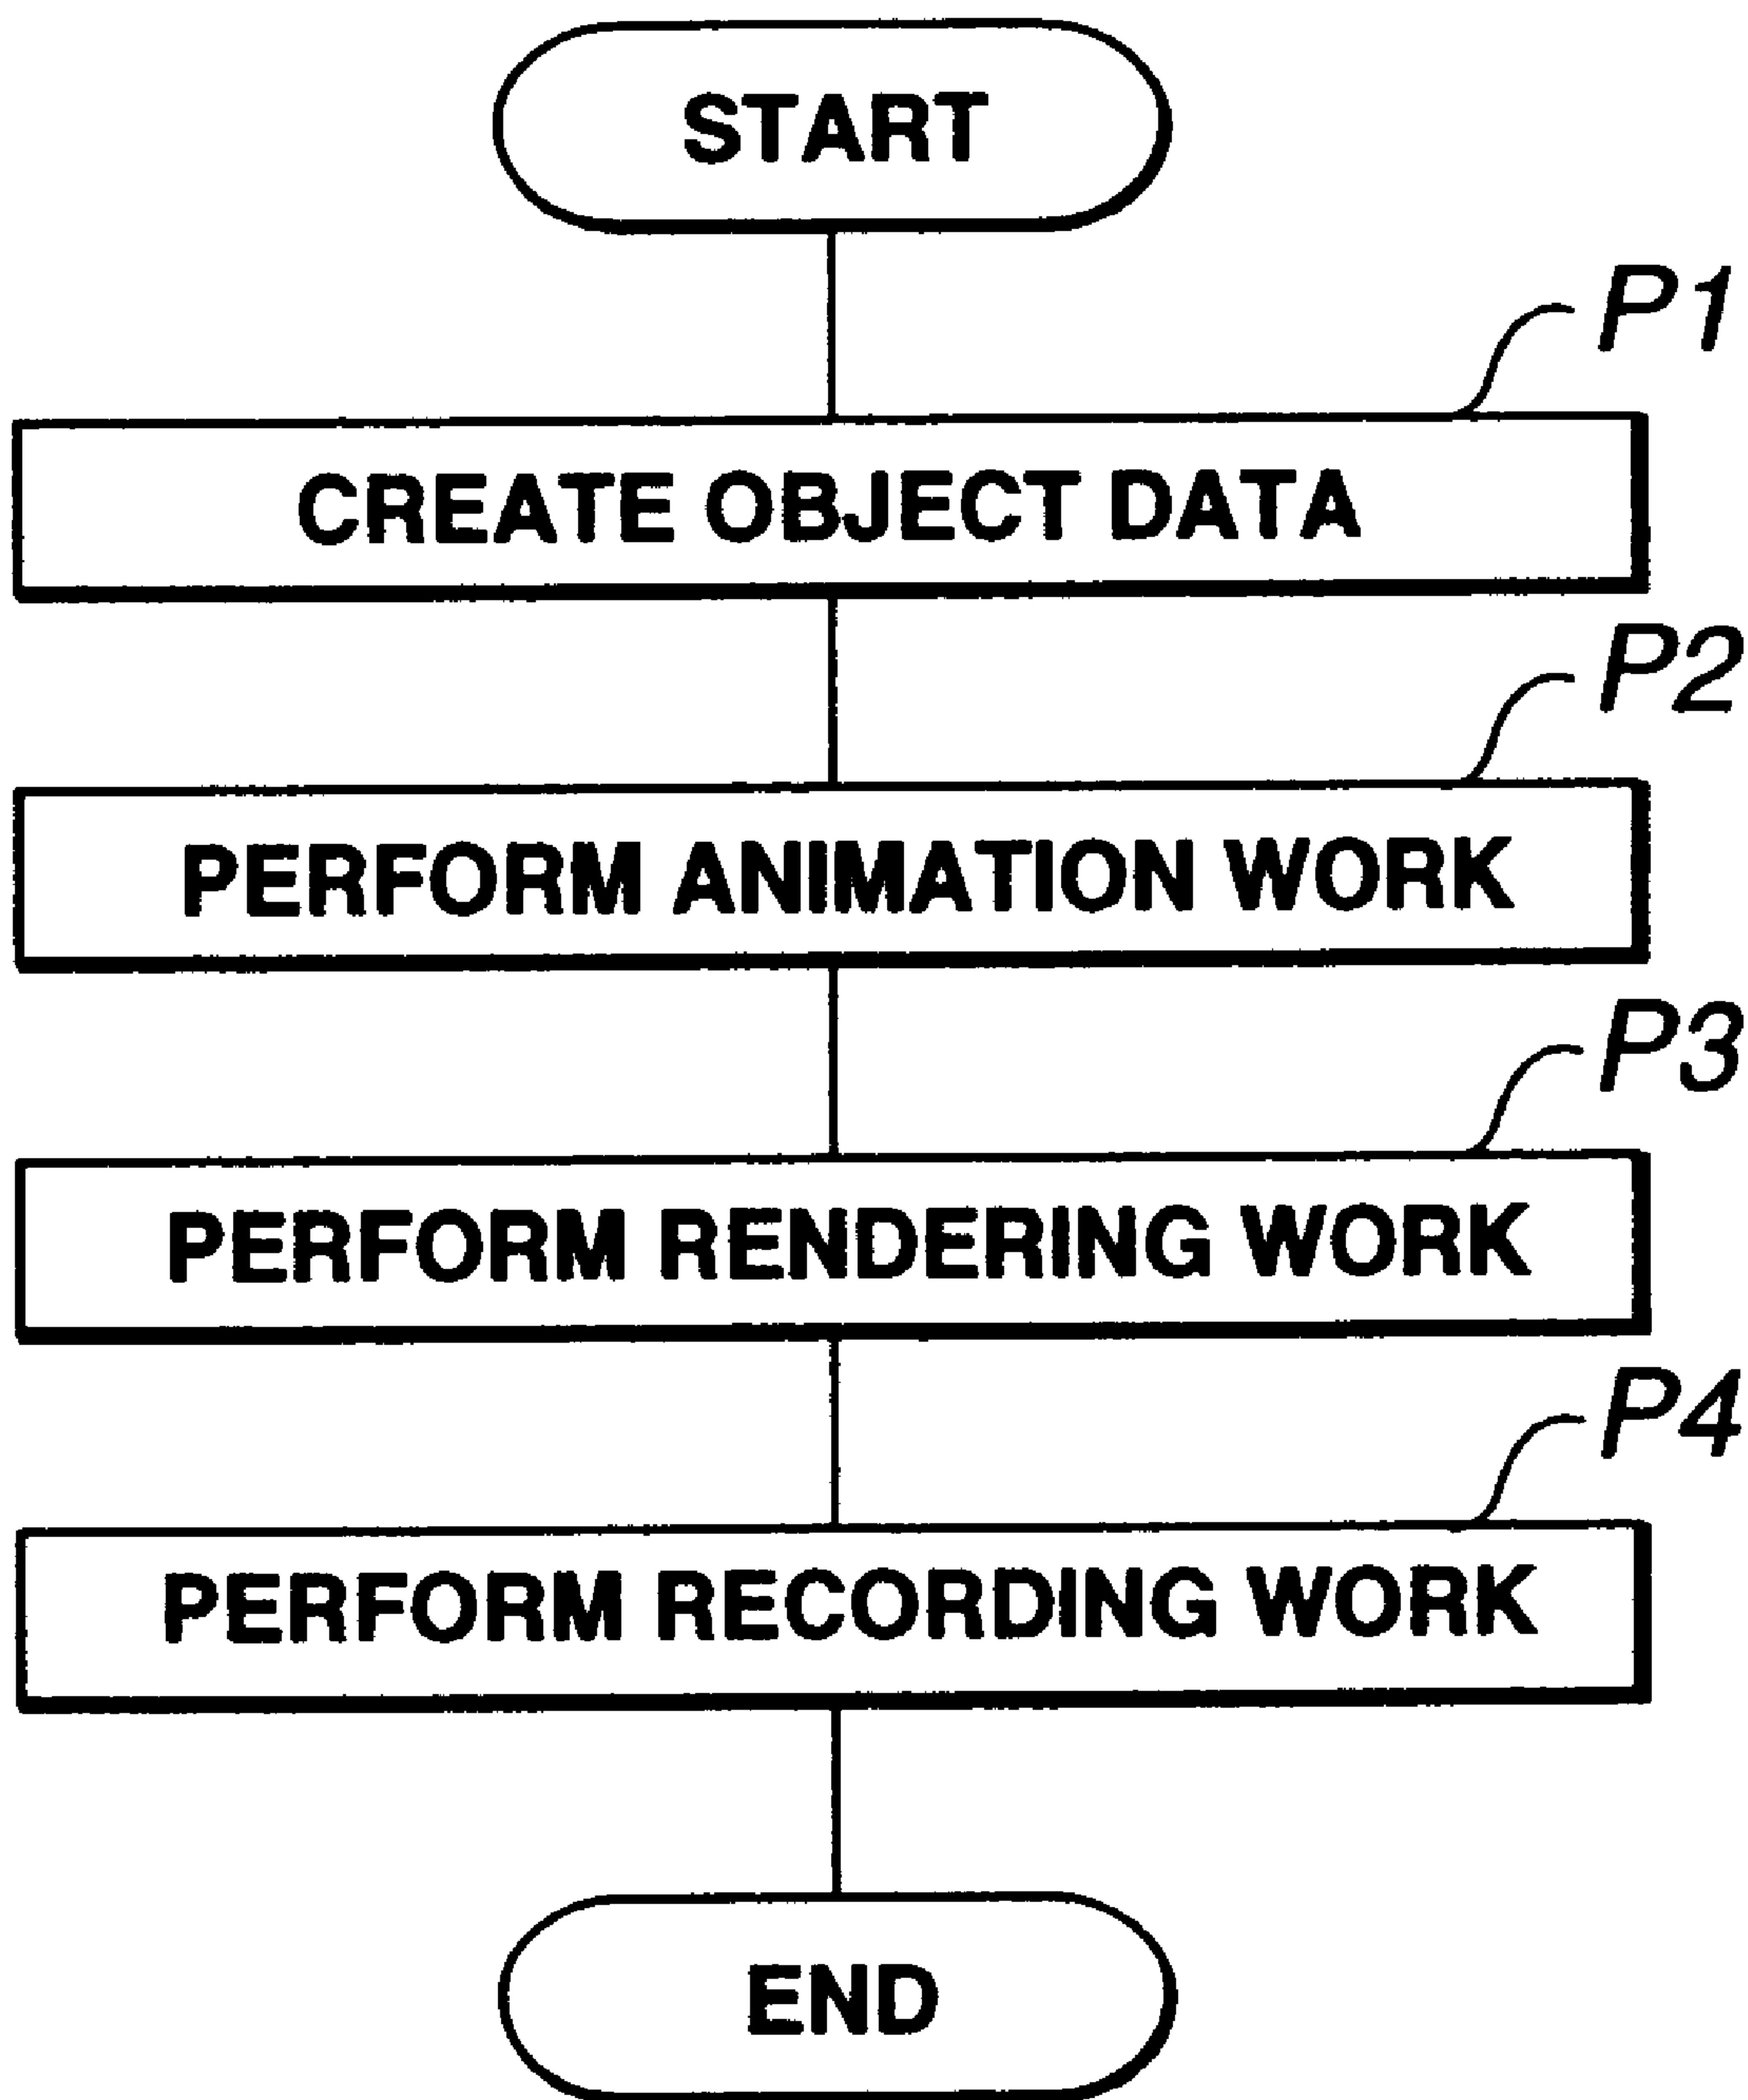 START
P1
CREATE OBJECT DATA
P2
PERFORM ANIMATION WORK
P3
PERFORM RENDERING WORK
P4
PERFORM RECORDING WORK
END